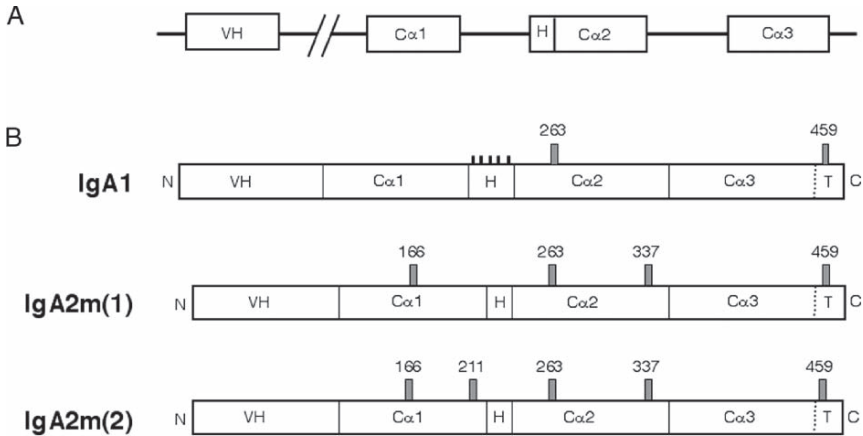 A
VH Cα1 H Cα2 Cα3
B
263 459
IgA1 N VH Cα1 H Cα2 Cα3 T C
166 263 337 459
IgA2m(1) N VH Cα1 H Cα2 Cα3 T C
166 211 263 337 459
IgA2m(2) N VH Cα1 H Cα2 Cα3 T C